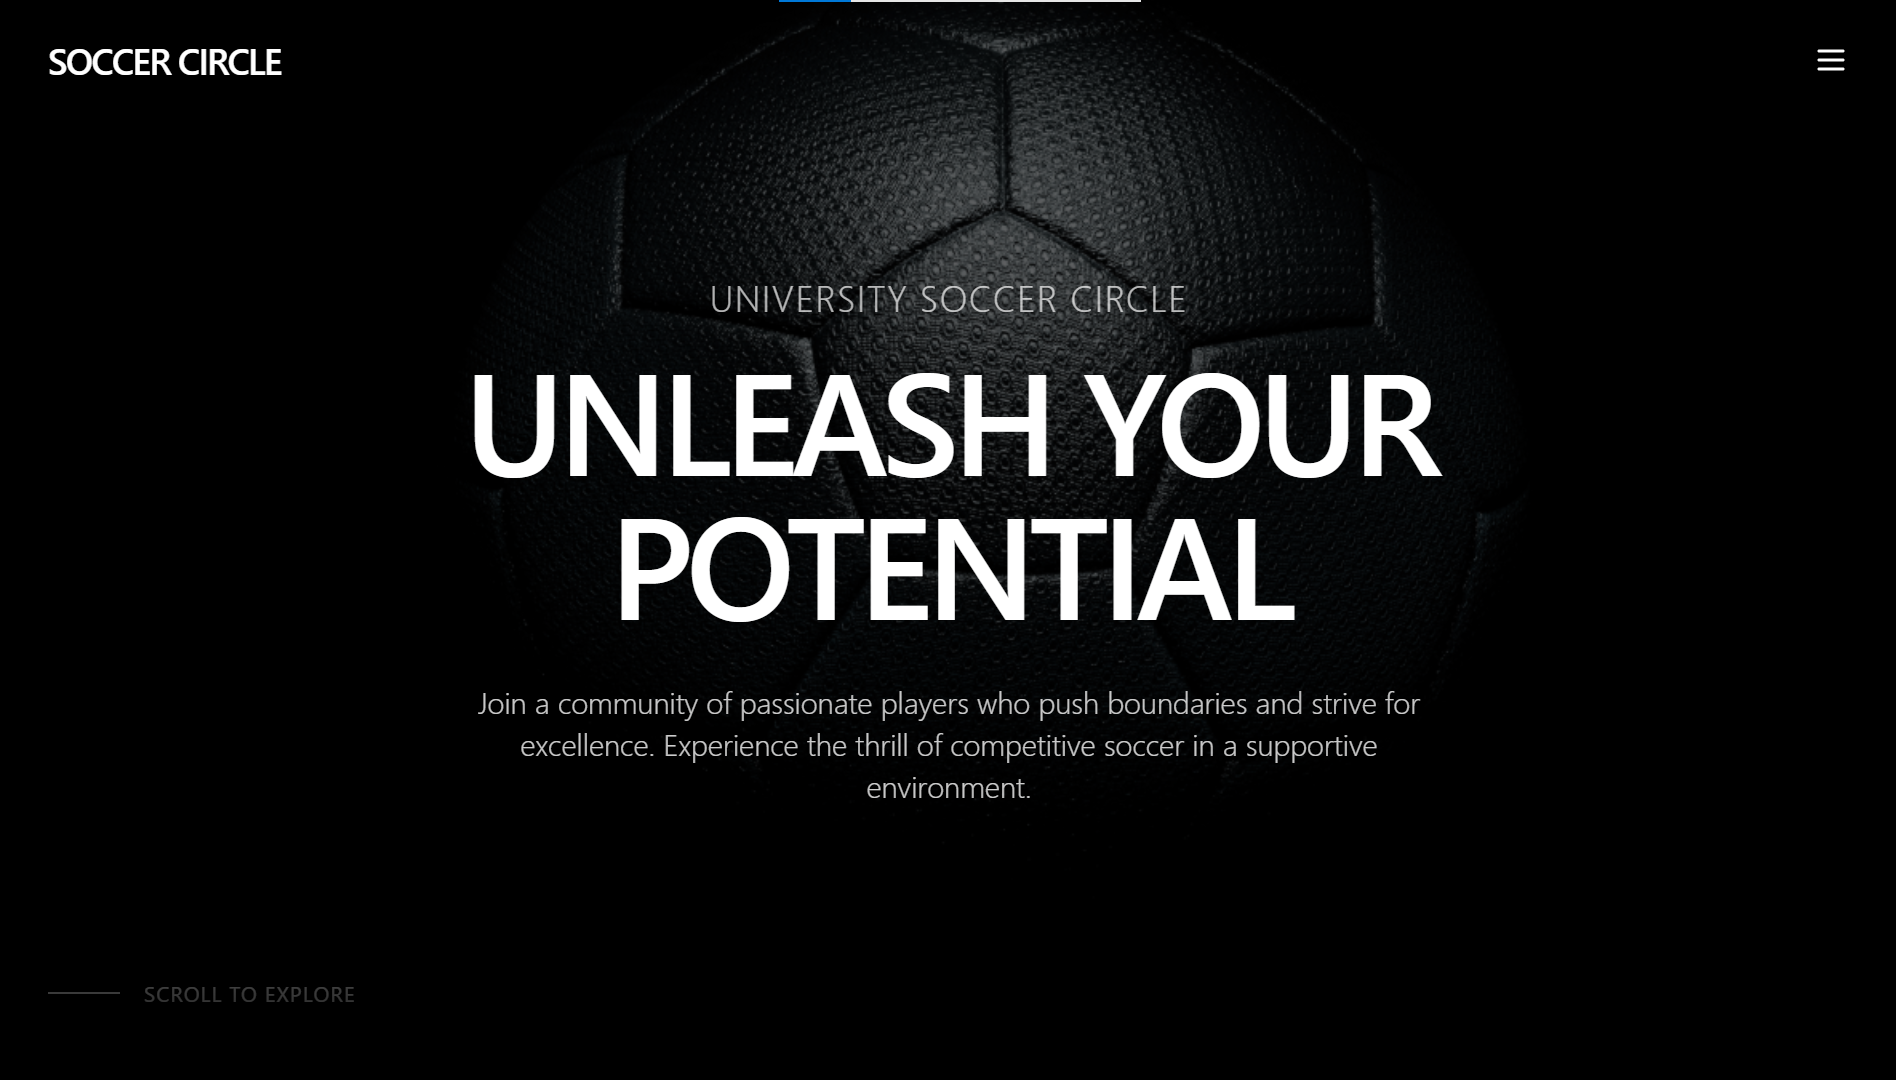 SOCCER CIRCLE
UNIVERSITY SOCCER CIRCLE
UNLEASH YOUR
POTENTIAL
Join a community of passionate players who push boundaries and strive for
excellence. Experience the thrill of competitive soccer in a supportive
environment.
SCROLL TO EXPLORE